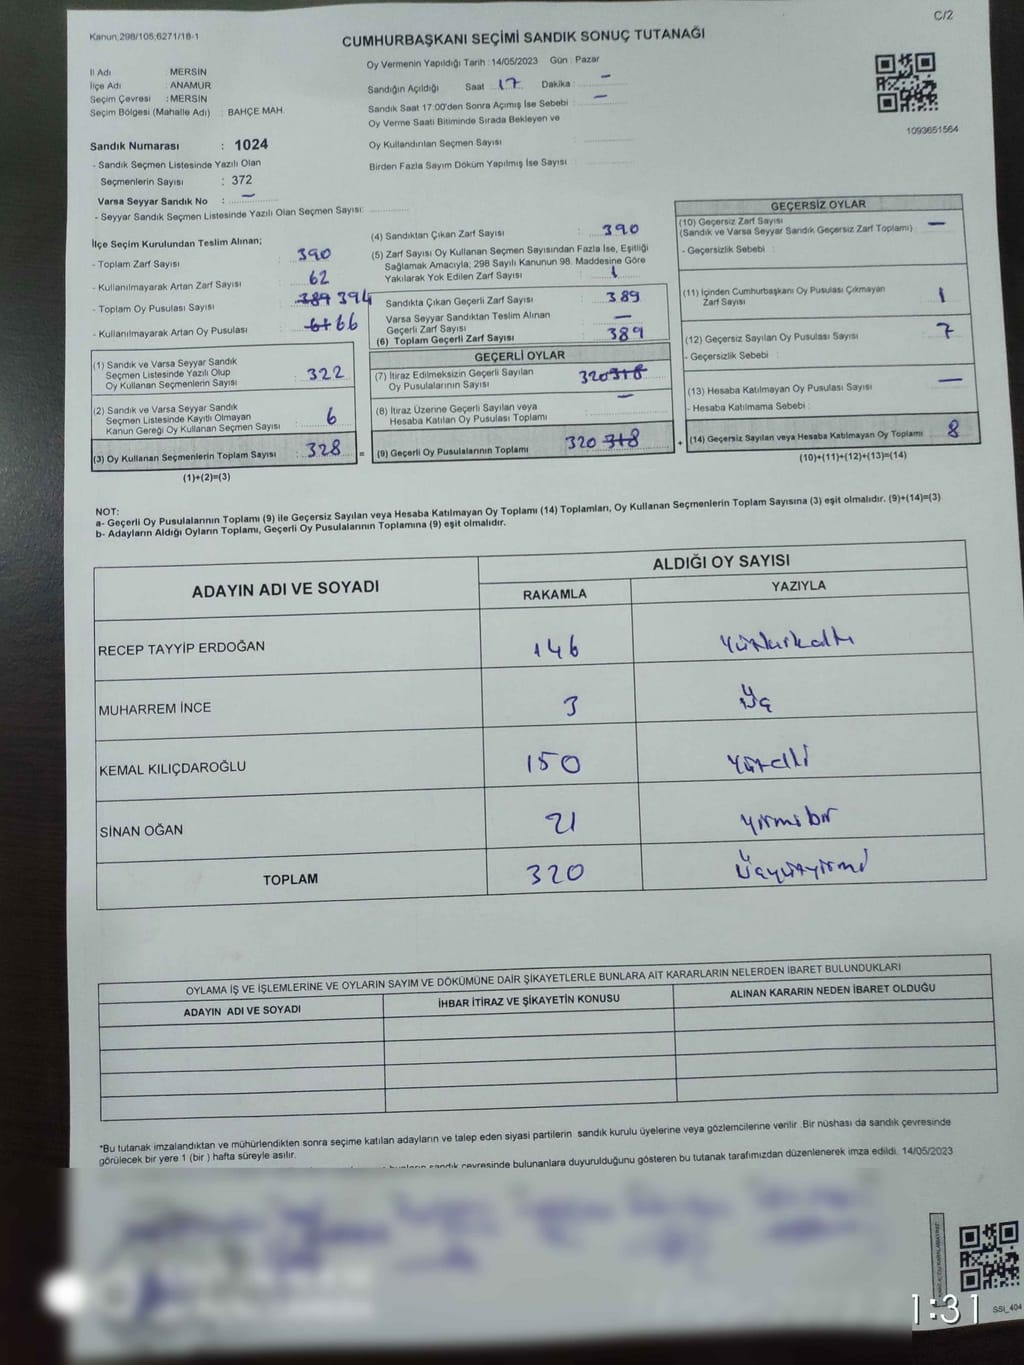 Kanun,298/105,6271/18-1
C/2
CUMHURBAŞKANI SEÇİMİ SANDIK SONUÇ TUTANAĞI
İl Adı : MERSİN
İlçe Adı : ANAMUR
Seçim Çevresi : MERSİN
Seçim Bölgesi (Mahalle Adı) : BAHÇE MAH.
Sandık Numarası : 1024
- Sandık Seçmen Listesinde Yazılı Olan
Seçmenlerin Sayısı : 372
Varsa Seyyar Sandık No : —
- Seyyar Sandık Seçmen Listesinde Yazılı Olan Seçmen Sayısı:
Oy Vermenin Yapıldığı Tarih : 14/05/2023 Gün : Pazar
Sandığın Açıldığı Saat 17 Dakika : —
Sandık Saat 17:00'den Sonra Açımış İse Sebebi : —
Oy Verme Saati Bitiminde Sırada Bekleyen ve
Oy Kullandırılan Seçmen Sayısı :
Birden Fazla Sayım Döküm Yapılmış İse Sayısı :
1093651564
İlçe Seçim Kurulundan Teslim Alınan;
- Toplam Zarf Sayısı : 390
- Kullanılmayarak Artan Zarf Sayısı : 62
- Toplam Oy Pusulası Sayısı : 389 394
- Kullanılmayarak Artan Oy Pusulası : 61 66
(1) Sandık ve Varsa Seyyar Sandık
Seçmen Listesinde Yazılı Olup
Oy Kullanan Seçmenlerin Sayısı : 322
(2) Sandık ve Varsa Seyyar Sandık
Seçmen Listesinde Kayıtlı Olmayan
Kanun Gereği Oy Kullanan Seçmen Sayısı : 6
(3) Oy Kullanan Seçmenlerin Toplam Sayısı : 328 =
(1)+(2)=(3)
(4) Sandıktan Çıkan Zarf Sayısı : 390
(5) Zarf Sayısı Oy Kullanan Seçmen Sayısından Fazla İse, Eşitliği
Sağlamak Amacıyla; 298 Sayılı Kanunun 98. Maddesine Göre
Yakılarak Yok Edilen Zarf Sayısı : 1
Sandıkta Çıkan Geçerli Zarf Sayısı : 389
Varsa Seyyar Sandıktan Teslim Alınan
Geçerli Zarf Sayısı : —
(6) Toplam Geçerli Zarf Sayısı : 389
GEÇERLİ OYLAR
(7) İtiraz Edilmeksizin Geçerli Sayılan
Oy Pusulalarının Sayısı : 320 318
(8) İtiraz Üzerine Geçerli Sayılan veya
Hesaba Katılan Oy Pusulası Toplamı : —
(9) Geçerli Oy Pusulalarının Toplamı : 320 318 +
GEÇERSİZ OYLAR
(10) Geçersiz Zarf Sayısı
(Sandık ve Varsa Seyyar Sandık Geçersiz Zarf Toplamı) : —
- Geçersizlik Sebebi :
(11) İçinden Cumhurbaşkanı Oy Pusulası Çıkmayan
Zarf Sayısı : 1
(12) Geçersiz Sayılan Oy Pusulası Sayısı : 7
- Geçersizlik Sebebi :
(13) Hesaba Katılmayan Oy Pusulası Sayısı : —
- Hesaba Katılmama Sebebi :
(14) Geçersiz Sayılan veya Hesaba Katılmayan Oy Toplamı 8
(10)+(11)+(12)+(13)=(14)
NOT:
a- Geçerli Oy Pusulalarının Toplamı (9) ile Geçersiz Sayılan veya Hesaba Katılmayan Oy Toplamı (14) Toplamları, Oy Kullanan Seçmenlerin Toplam Sayısına (3) eşit olmalıdır. (9)+(14)=(3)
b- Adayların Aldığı Oyların Toplamı, Geçerli Oy Pusulalarının Toplamına (9) eşit olmalıdır.
ADAYIN ADI VE SOYADI
ALDIĞI OY SAYISI
RAKAMLA YAZIYLA
RECEP TAYYİP ERDOĞAN 146 Yüzkırkaltı
MUHARREM İNCE 3 Üç
KEMAL KILIÇDAROĞLU 150 Yüzelli
SİNAN OĞAN 21 Yirmibir
TOPLAM 320 Üçyüzyirmi
OYLAMA İŞ VE İŞLEMLERİNE VE OYLARIN SAYIM VE DÖKÜMÜNE DAİR ŞİKAYETLERLE BUNLARA AİT KARARLARIN NELERDEN İBARET BULUNDUKLARI
ADAYIN ADI VE SOYADI İHBAR İTİRAZ VE ŞİKAYETİN KONUSU ALINAN KARARIN NEDEN İBARET OLDUĞU
*Bu tutanak imzalandıktan ve mühürlendikten sonra seçime katılan adayların ve talep eden siyasi partilerin sandık kurulu üyelerine veya gözlemcilerine verilir .Bir nüshası da sandık çevresinde
görülecek bir yere 1 (bir ) hafta süreyle asılır.
sandık çevresinde bulunanlara duyurulduğunu gösteren bu tutanak tarafımızdan düzenlenerek imza edildi. 14/05/2023
1:31
SSİ_404